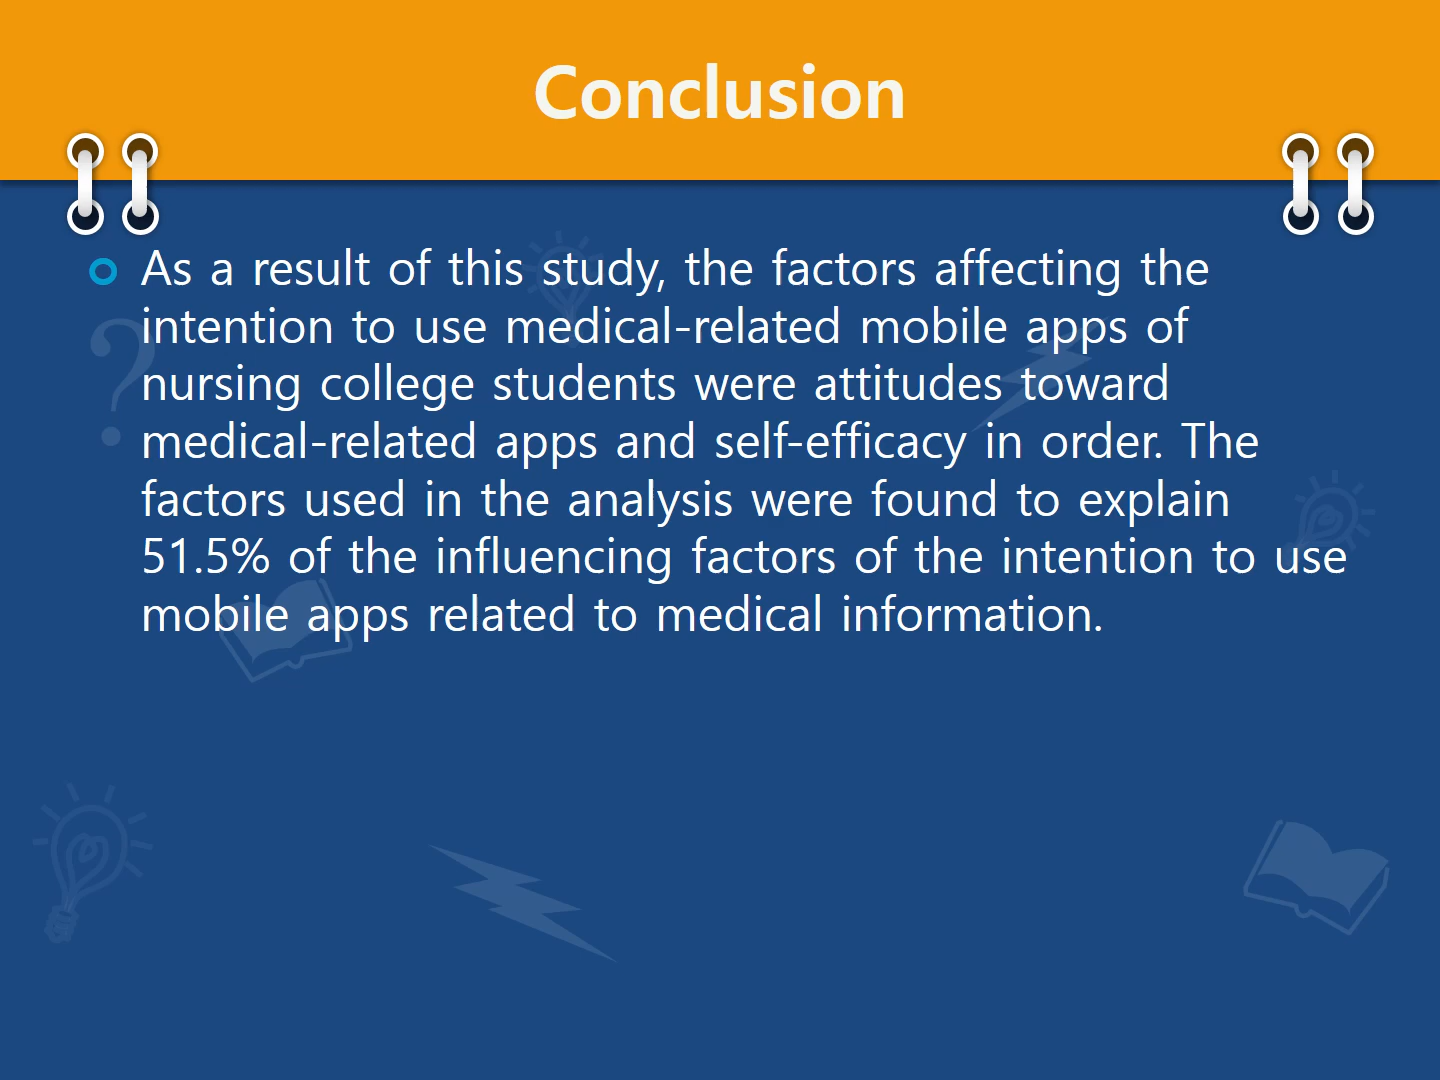 Conclusion
As a result of this study, the factors affecting the
intention to use medical-related mobile apps of
nursing college students were attitudes toward
medical-related apps and self-efficacy in order. The
factors used in the analysis were found to explain
51.5% of the influencing factors of the intention to use
mobile apps related to medical information.
?